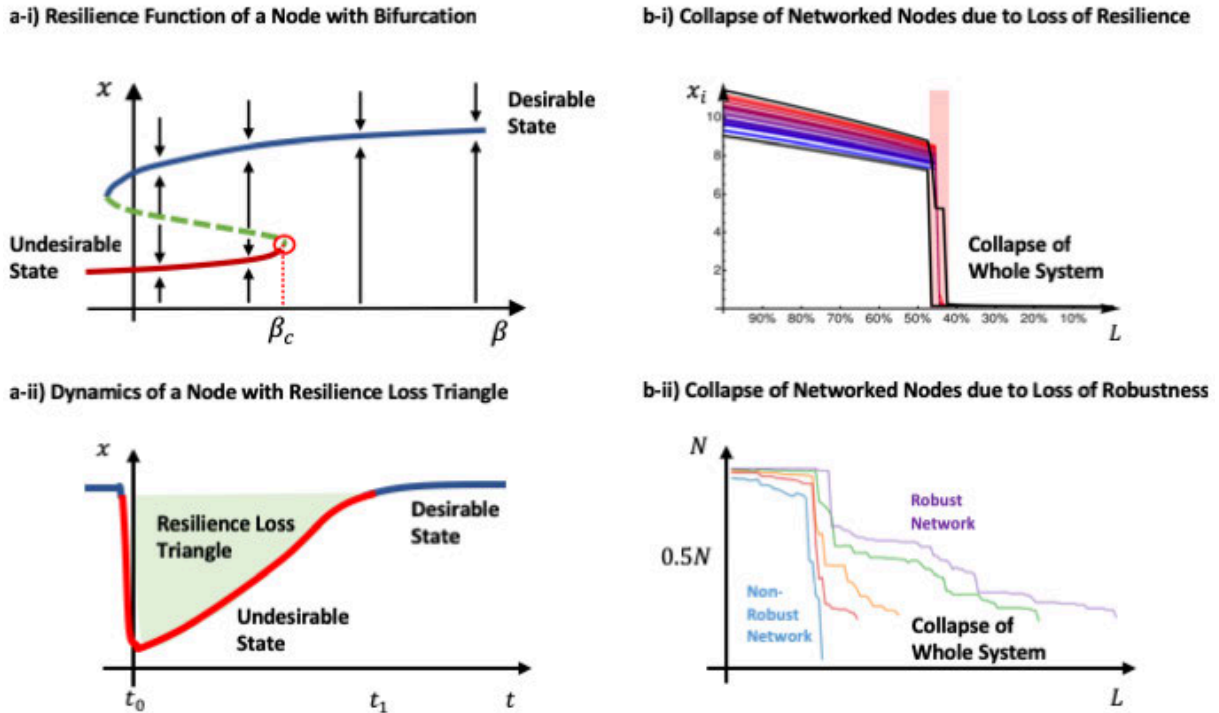 a-i) Resilience Function of a Node with Bifurcation
x
Desirable
State
Undesirable
State
β_c
β
b-i) Collapse of Networked Nodes due to Loss of Resilience
x_i
10
8
6
4
2
Collapse of
Whole System
90% 80% 70% 60% 50% 40% 30% 20% 10%
L
a-ii) Dynamics of a Node with Resilience Loss Triangle
x
Resilience Loss
Triangle
Desirable
State
Undesirable
State
t_0
t_1
t
b-ii) Collapse of Networked Nodes due to Loss of Robustness
N
Robust
Network
0.5N
Non-
Robust
Network
Collapse of
Whole System
L